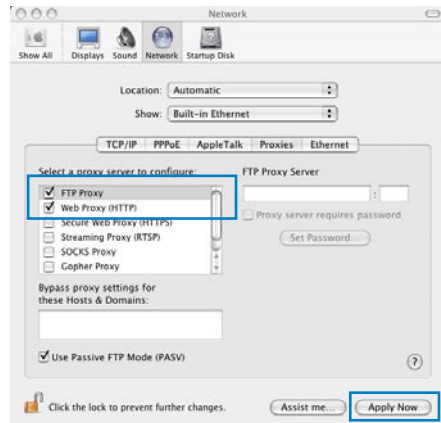 Network
Show All Displays Sound Network Startup Disk
Location: Automatic
Show: Built-in Ethernet
TCP/IP PPPoE AppleTalk Proxies Ethernet
Select a proxy server to configure: FTP Proxy Server
FTP Proxy :
Web Proxy (HTTP)
Proxy server requires password
Secure Web Proxy (HTTPS)
Streaming Proxy (RTSP) Set Password...
SOCKS Proxy
Gopher Proxy
Bypass proxy settings for
these Hosts & Domains:
Use Passive FTP Mode (PASV) ?
Click the lock to prevent further changes. Assist me... Apply Now